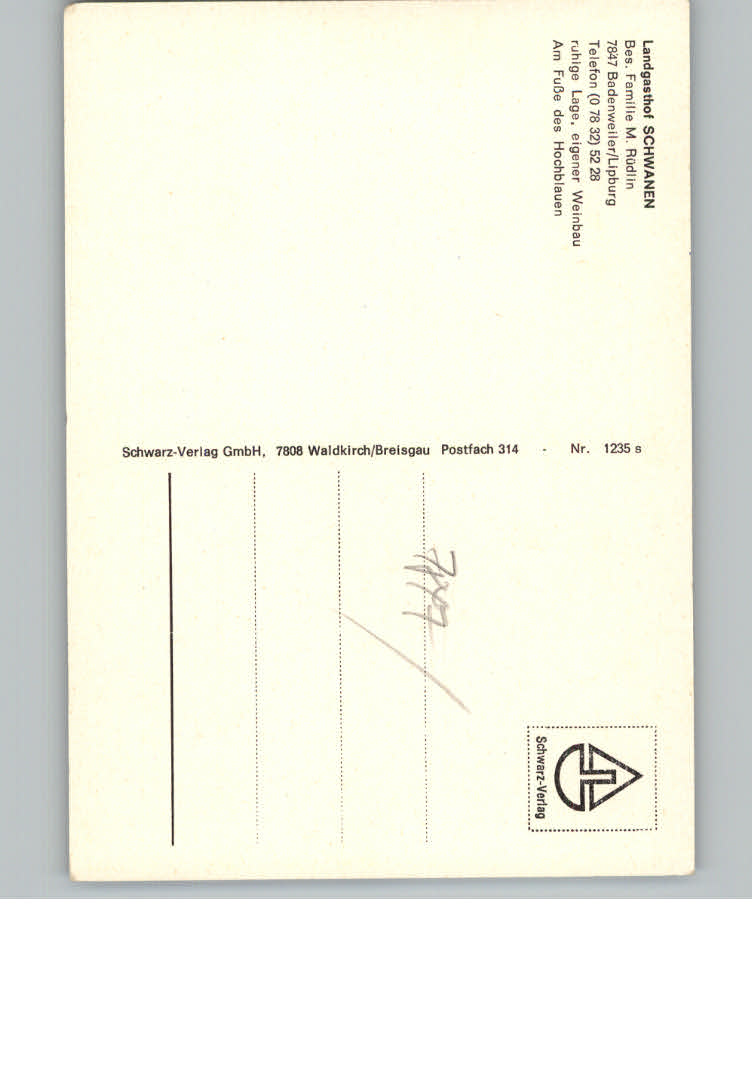 Landgasthof SCHWANEN
Bes. Familie M. Rüdlin
7847 Badenweiler/Lipburg
Telefon (0 78 32) 52 28
ruhige Lage, eigener Weinbau
Am Fuße des Hochblauen
Schwarz-Verlag GmbH, 7808 Waldkirch/Breisgau Postfach 314 - Nr. 1235 s
Schwarz-Verlag